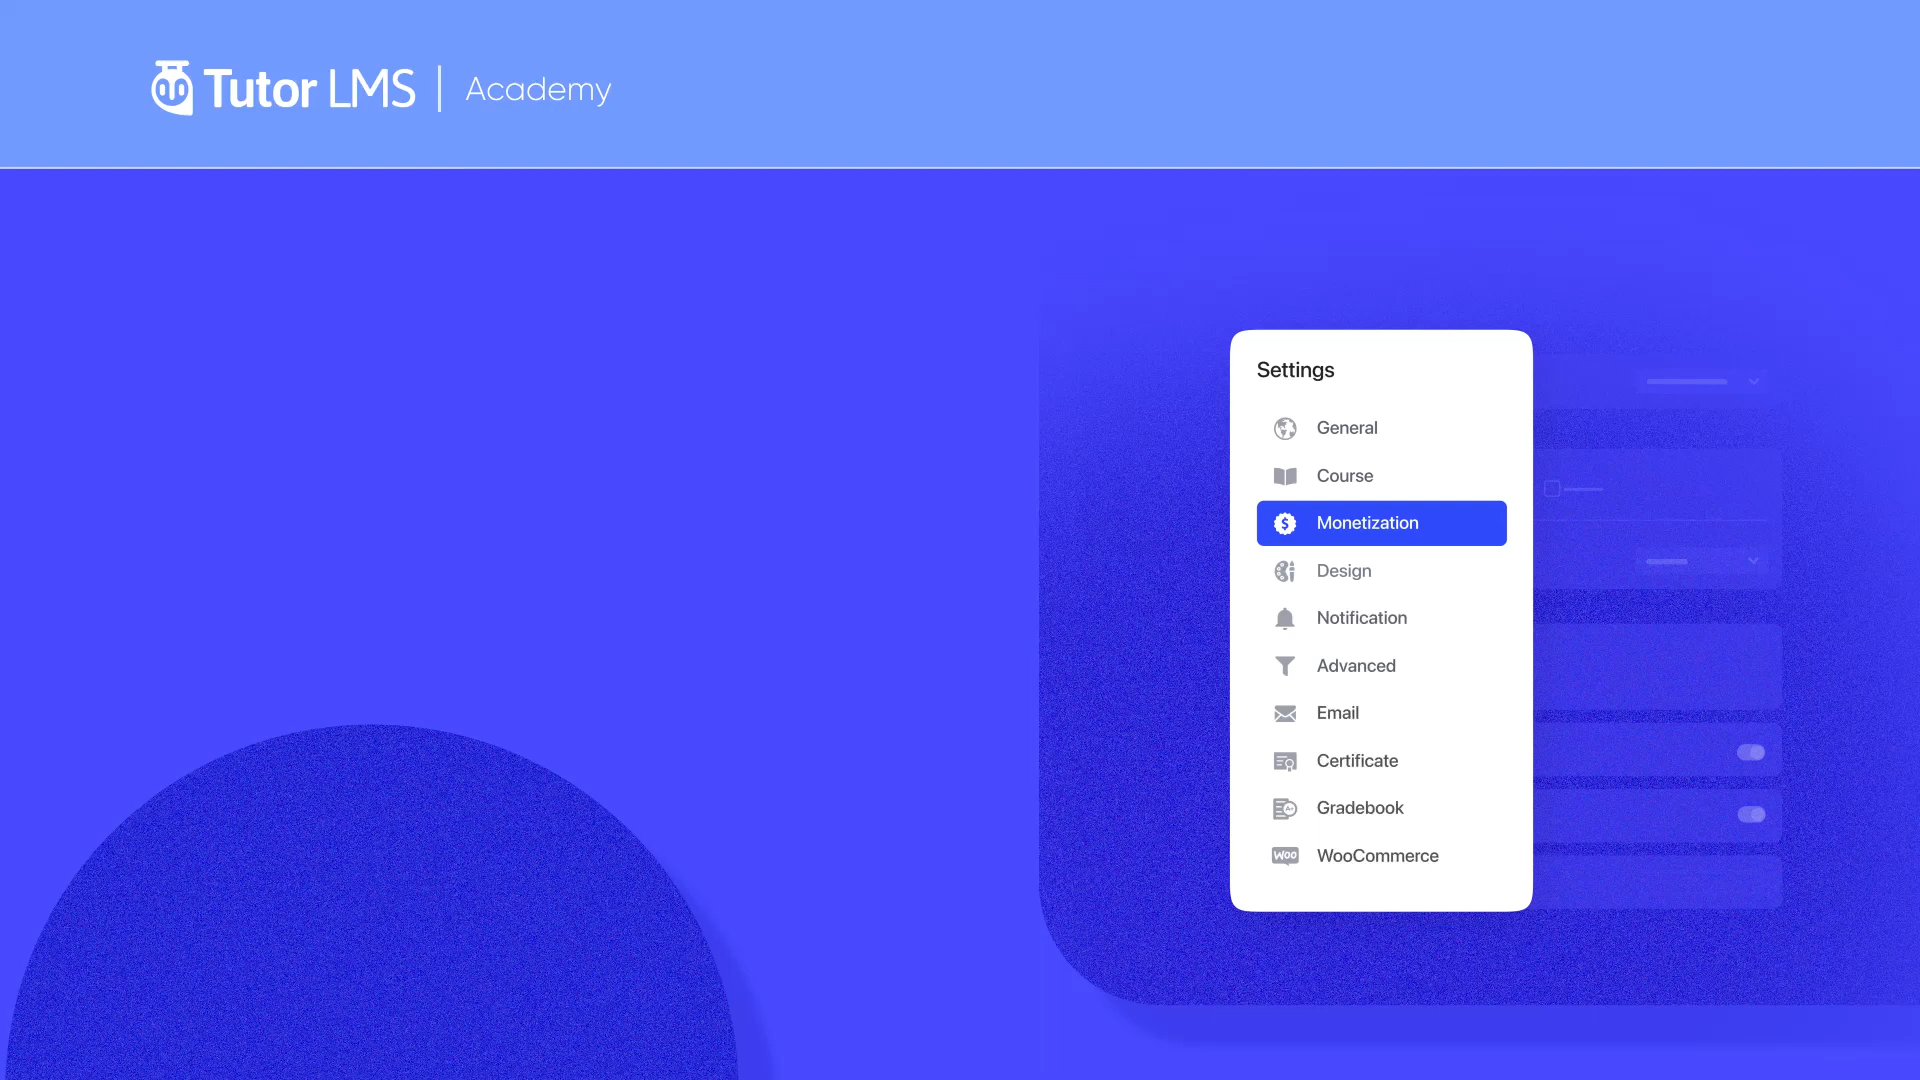 Tutor LMS | Academy
Settings
General
Course
Monetization
Design
Notification
Advanced
Email
Certificate
Gradebook
WooCommerce